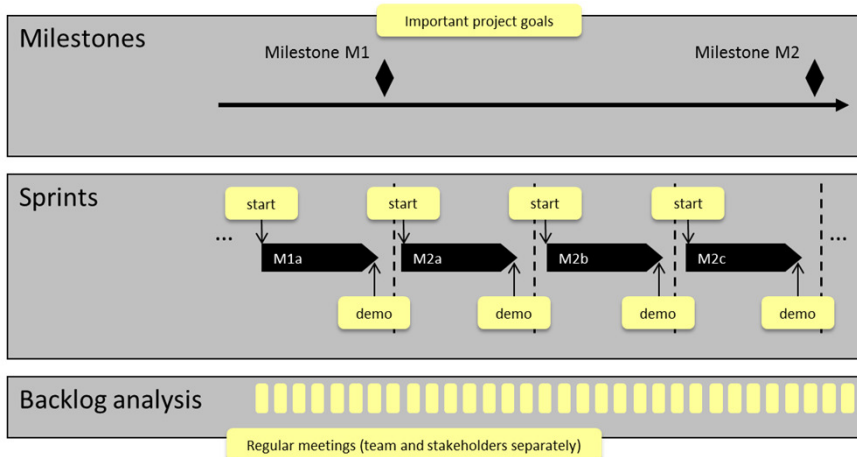 Important project goals
Milestones
Milestone M1
Milestone M2
Sprints
start
start
start
start
...
...
M1a
M2a
M2b
M2c
demo
demo
demo
demo
Backlog analysis
Regular meetings (team and stakeholders separately)